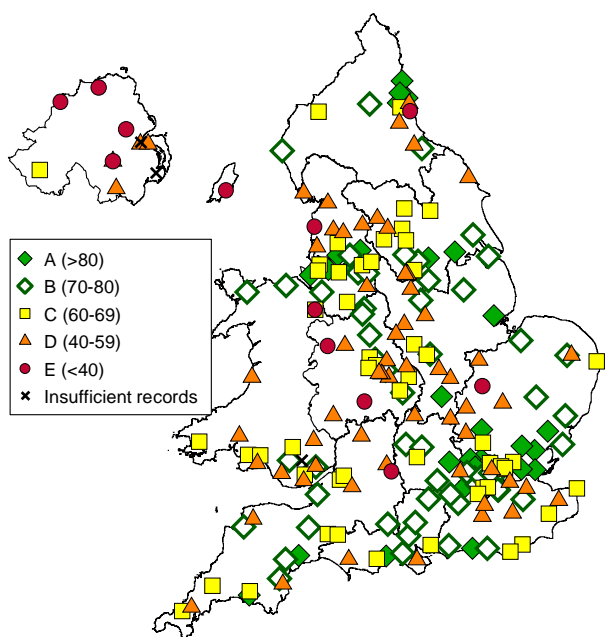 A (>80)
B (70-80)
C (60-69)
D (40-59)
E (<40)
Insufficient records